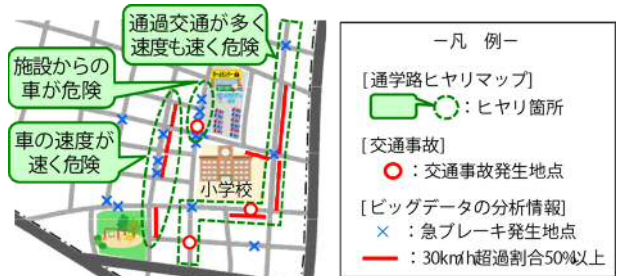 通過交通が多く
速度も速く危険
施設からの
車が危険
車の速度が
速く危険
小学校
－凡　例－
[通学路ヒヤリマップ]
：ヒヤリ箇所
[交通事故]
：交通事故発生地点
[ビッグデータの分析情報]
：急ブレーキ発生地点
：30km/h超過割合50%以上